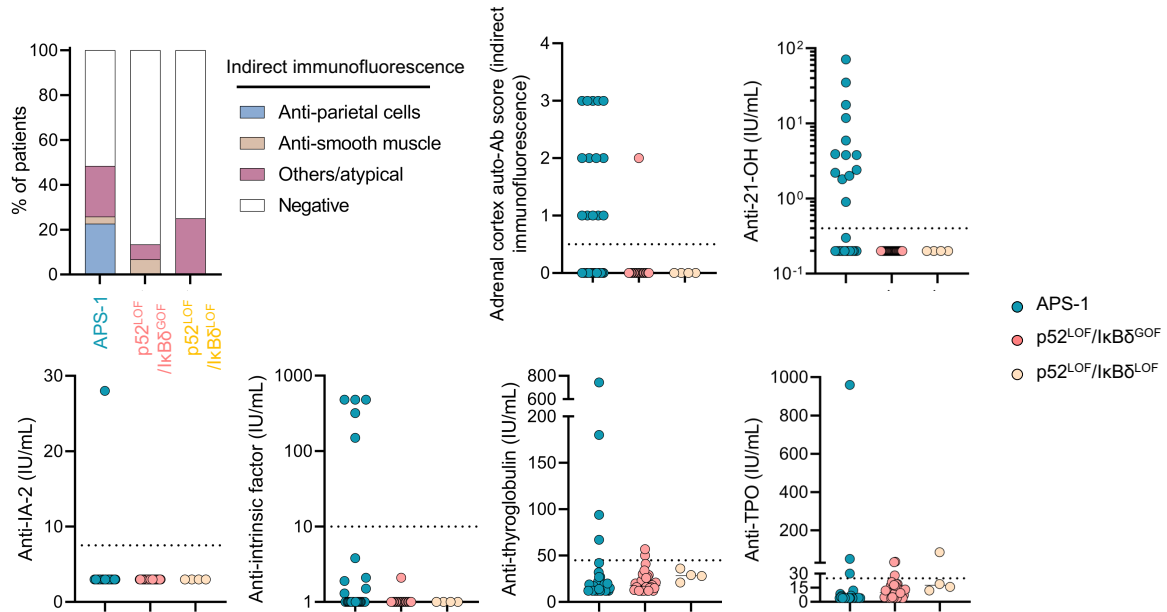 % of patients
100
80
60
40
20
0
APS-1
p52ᴸᴼᶠ
/IκBδᴳᴼᶠ
p52ᴸᴼᶠ
/IκBδᴸᴼᶠ
Indirect immunofluorescence
Anti-parietal cells
Anti-smooth muscle
Others/atypical
Negative
Adrenal cortex auto-Ab score (indirect
immunofluorescence)
4
3
2
1
0
Anti-21-OH (IU/mL)
10²
10¹
10⁰
10⁻¹
APS-1
p52ᴸᴼᶠ/IκBδᴳᴼᶠ
p52ᴸᴼᶠ/IκBδᴸᴼᶠ
Anti-IA-2 (IU/mL)
30
20
10
0
Anti-intrinsic factor (IU/mL)
1000
100
10
1
Anti-thyroglobulin (IU/mL)
800
600
200
150
100
50
0
Anti-TPO (IU/mL)
1000
800
600
400
200
30
15
0